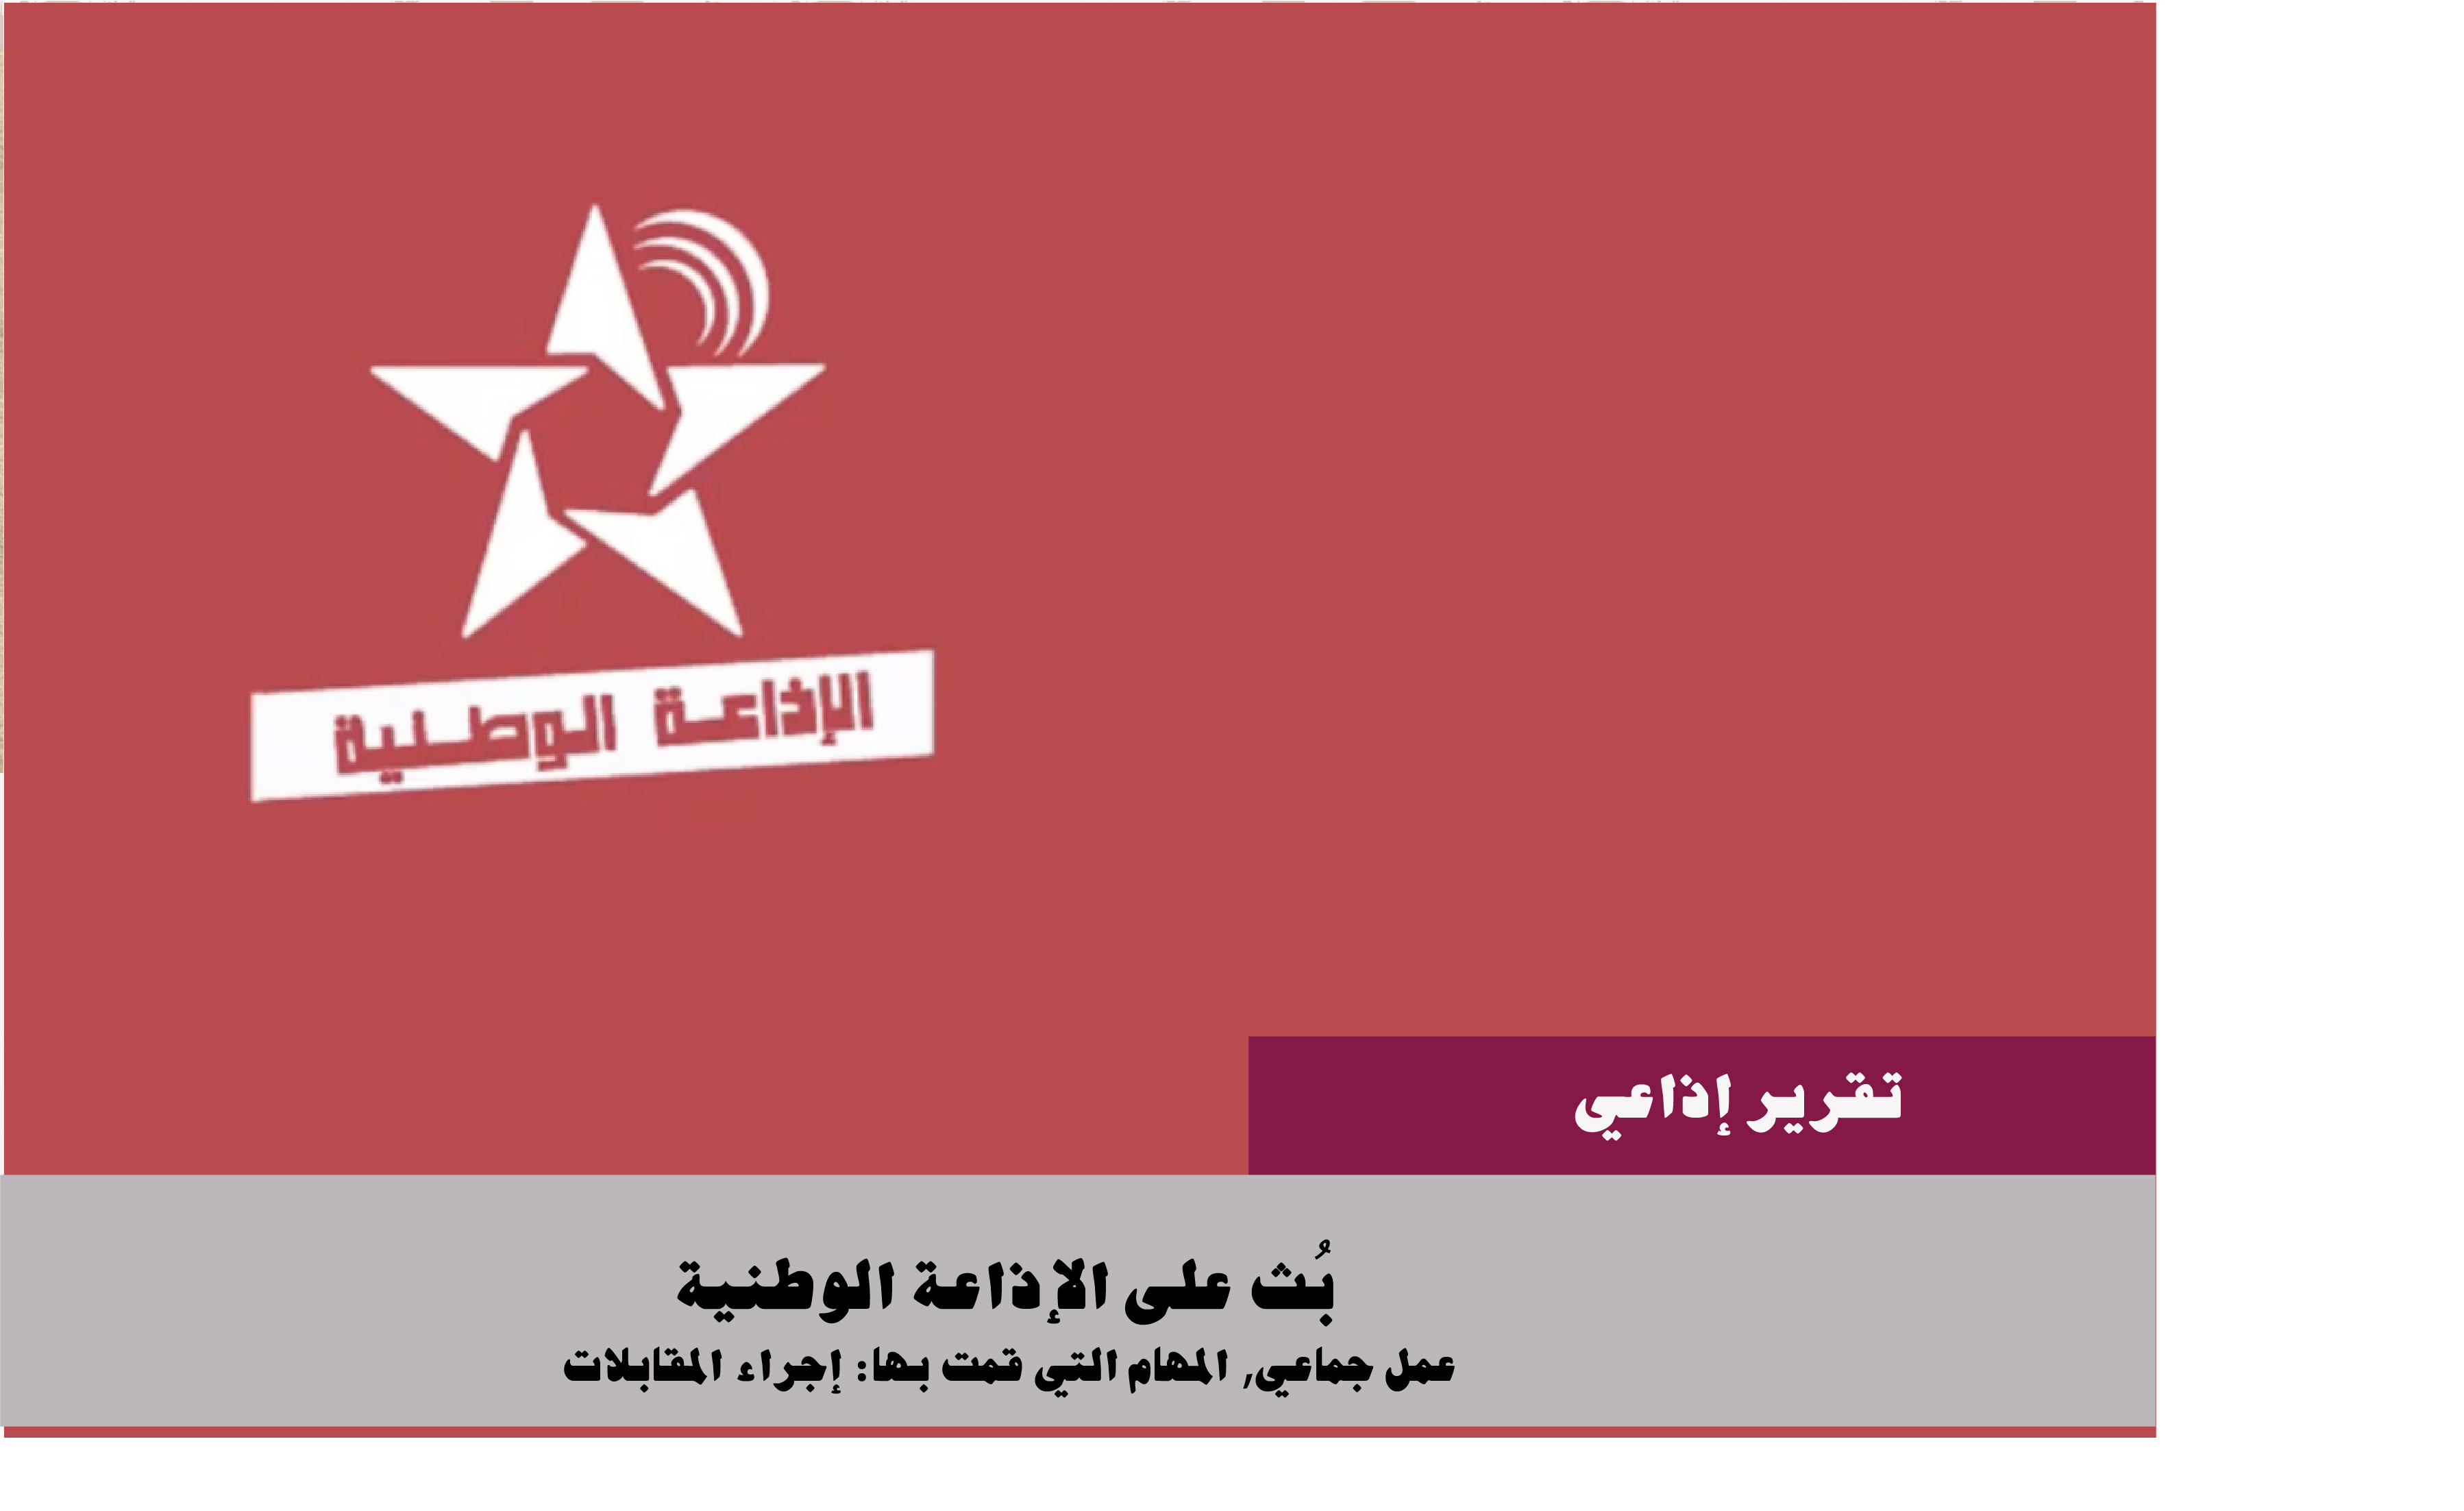 الإذاعة الوطنية
تقرير إذاعي
بُث على الإذاعة الوطنية
عمل جماعي, المهام التي قمت بها: إجراء المقابلات